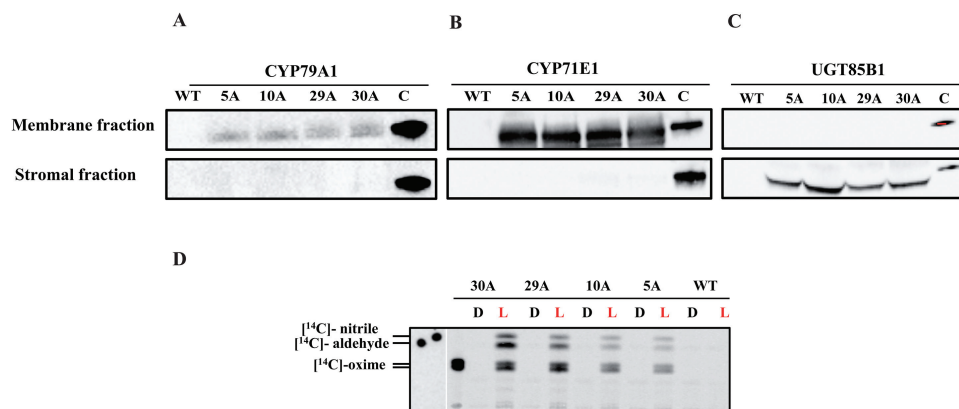 A
B
C
CYP79A1
CYP71E1
UGT85B1
WT 5A 10A 29A 30A C
WT 5A 10A 29A 30A C
WT 5A 10A 29A 30A C
Membrane fraction
Stromal fraction
D
30A 29A 10A 5A WT
D L D L D L D L D L
[¹⁴C]- nitrile
[¹⁴C]- aldehyde
[¹⁴C]-oxime